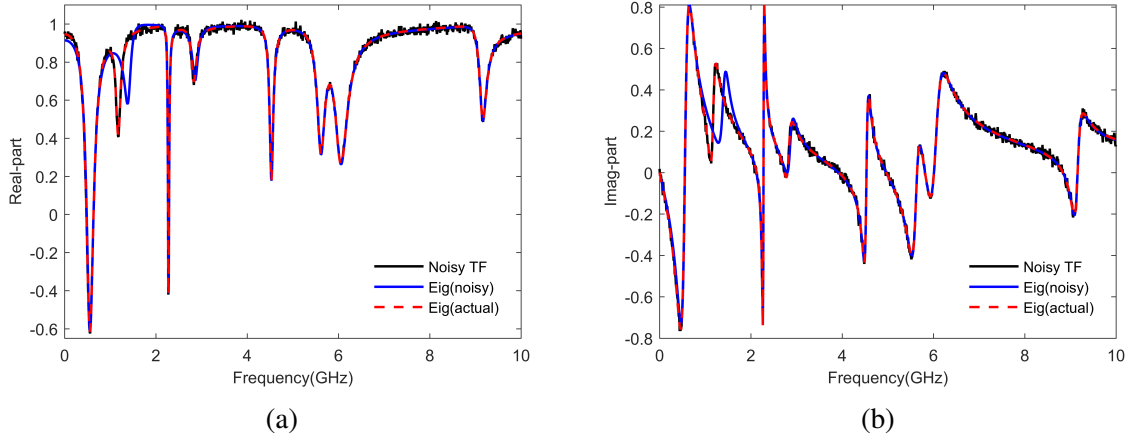 1
0.8
0.6
0.4
0.2
0
-0.2
-0.4
-0.6
Real-part
0 2 4 6 8 10
Frequency(GHz)
Noisy TF
Eig(noisy)
Eig(actual)
(a)
0.8
0.6
0.4
0.2
0
-0.2
-0.4
-0.6
-0.8
Imag-part
0 2 4 6 8 10
Frequency(GHz)
Noisy TF
Eig(noisy)
Eig(actual)
(b)